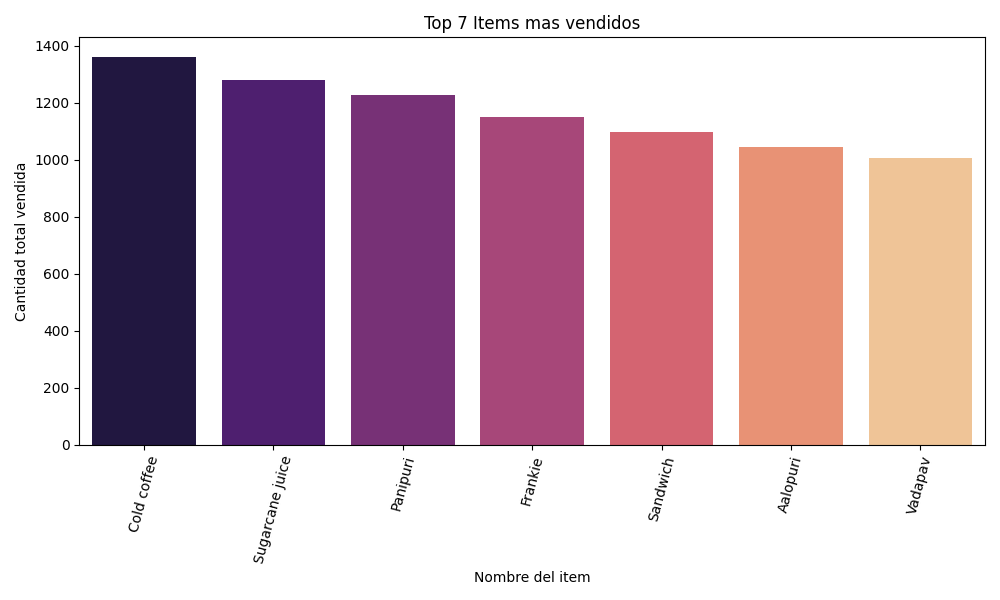 Top 7 Items mas vendidos
Cantidad total vendida
1400
1200
1000
800
600
400
200
0
Cold coffee
Sugarcane juice
Panipuri
Frankie
Sandwich
Aalopuri
Vadapav
Nombre del item